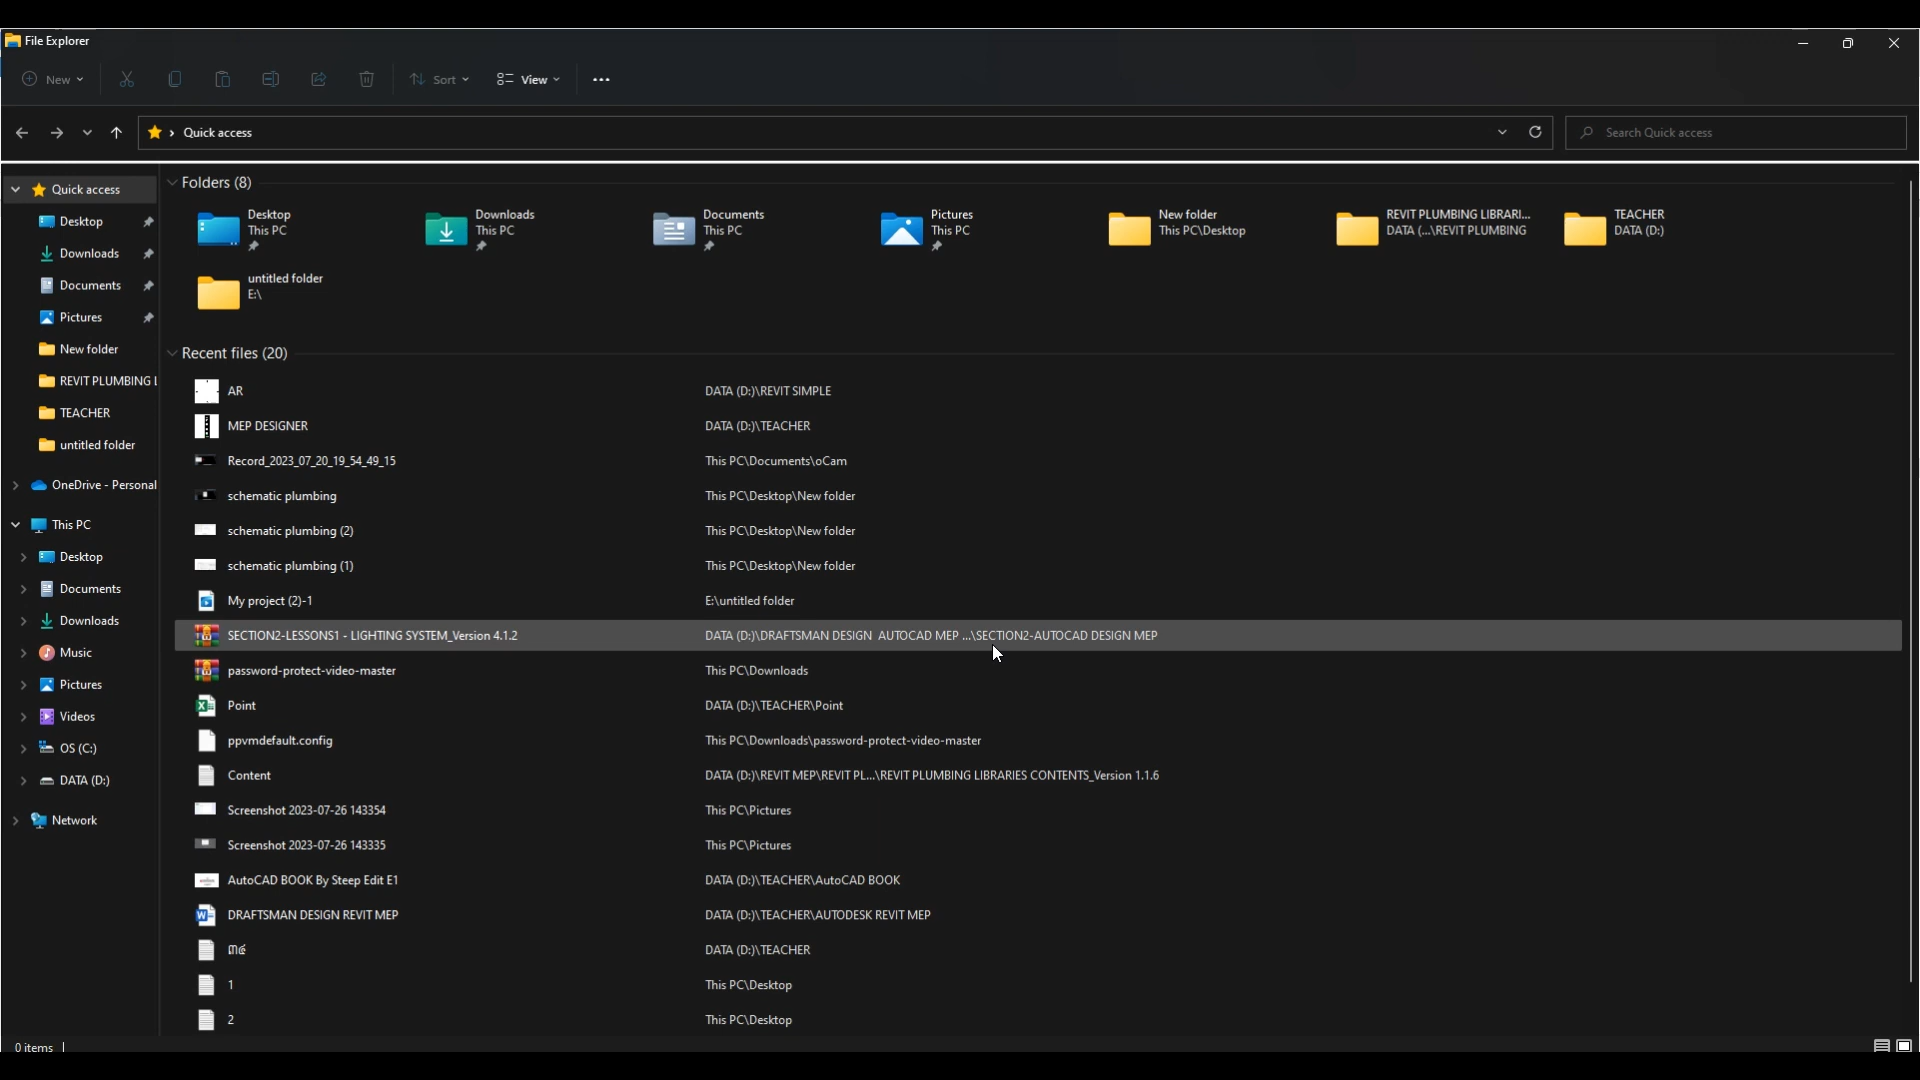 File Explorer
New Sort View
Quick access Search Quick access
Quick access
Desktop
Downloads
Documents
Pictures
New folder
REVIT PLUMBING L
TEACHER
untitled folder
OneDrive - Personal
This PC
Desktop
Documents
Downloads
Music
Pictures
Videos
OS (C:)
DATA (D:)
Network
Folders (8)
Desktop
This PC
Downloads
This PC
Documents
This PC
Pictures
This PC
New folder
This PC\Desktop
REVIT PLUMBING LIBRARI...
DATA (...\REVIT PLUMBING
TEACHER
DATA (D:)
untitled folder
E:\
Recent files (20)
AR DATA (D:)\REVIT SIMPLE
MEP DESIGNER DATA (D:)\TEACHER
Record_2023_07_20_19_54_49_15 This PC\Documents\oCam
schematic plumbing This PC\Desktop\New folder
schematic plumbing (2) This PC\Desktop\New folder
schematic plumbing (1) This PC\Desktop\New folder
My project (2)-1 E:\untitled folder
SECTION2-LESSONS1 - LIGHTING SYSTEM_Version 4.1.2 DATA (D:)\DRAFTSMAN DESIGN AUTOCAD MEP ...\SECTION2-AUTOCAD DESIGN MEP
password-protect-video-master This PC\Downloads
Point DATA (D:)\TEACHER\Point
ppvmdefault.config This PC\Downloads\password-protect-video-master
Content DATA (D:)\REVIT MEP\REVIT PL...\REVIT PLUMBING LIBRARIES CONTENTS_Version 1.1.6
Screenshot 2023-07-26 143354 This PC\Pictures
Screenshot 2023-07-26 143335 This PC\Pictures
AutoCAD BOOK By Steep Edit E1 DATA (D:)\TEACHER\AutoCAD BOOK
DRAFTSMAN DESIGN REVIT MEP DATA (D:)\TEACHER\AUTODESK REVIT MEP
DATA (D:)\TEACHER
1 This PC\Desktop
2 This PC\Desktop
0 items